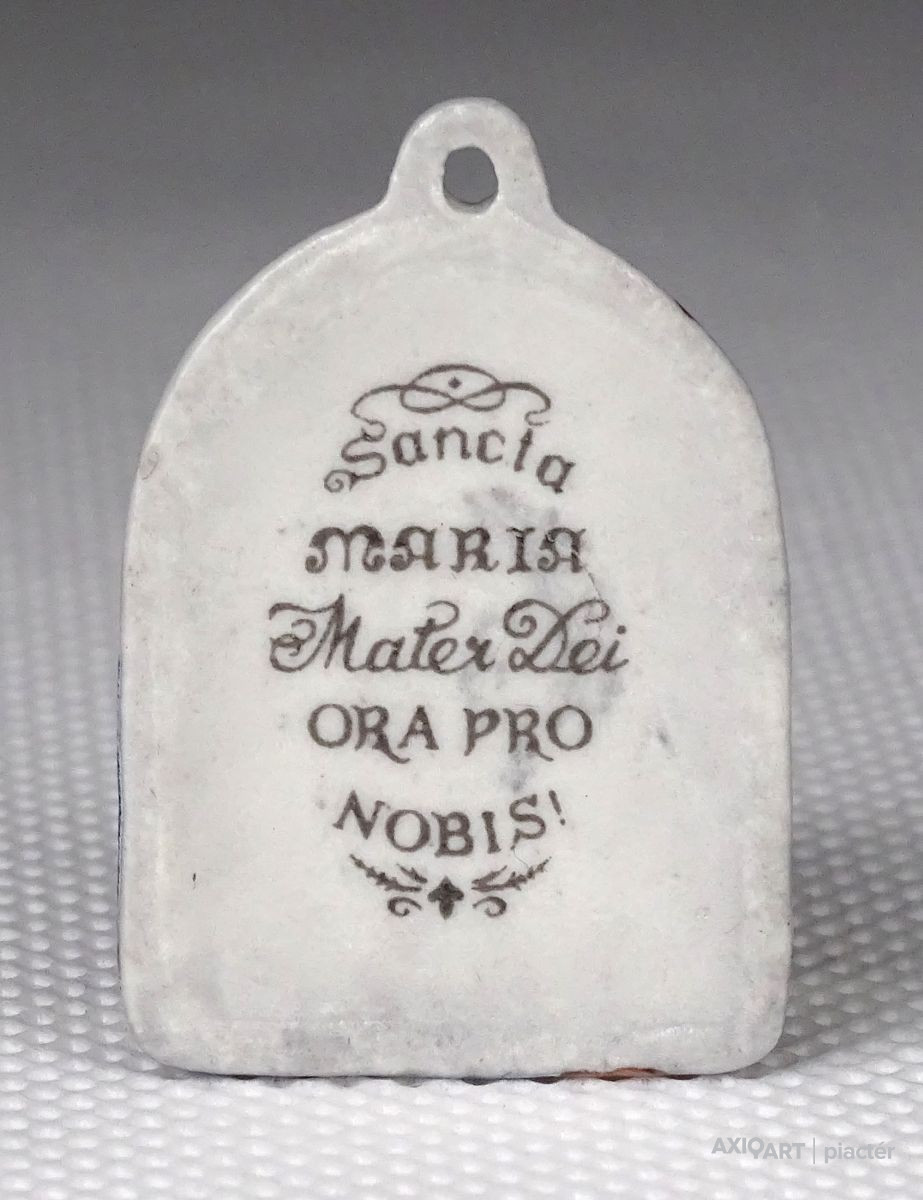 Sancta
MARIA
Mater Dei
ORA PRO
NOBIS!
AXIOART | piactér